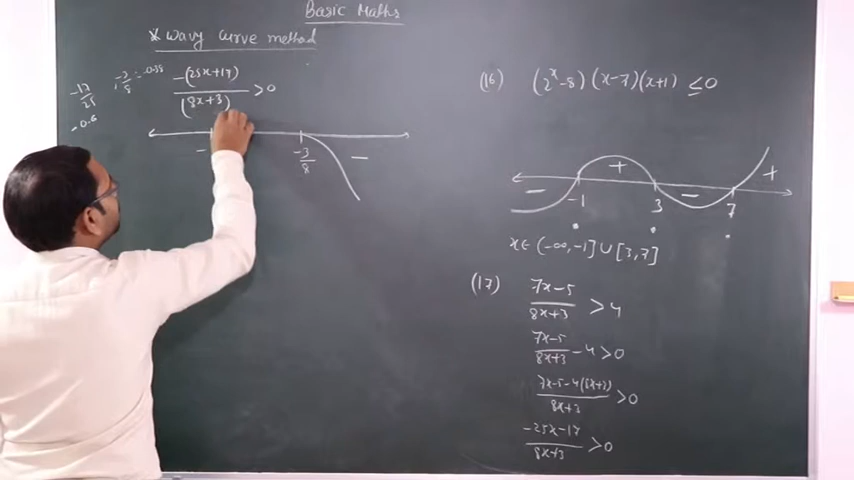 Basic Maths
* Wavy curve method
-(25x+17)
(8x+3)
>0
-17
25
-0.6
-3
8
= -0.38
-
-3
8
-
(16) (2^x-8) (x-7)(x+1) ≤0
- + - +
-1 3 7
x∈ (-∞,-1] ∪ [3,7]
(17) 7x-5
8x+3
>4
7x-5
8x+3
-4>0
7x-5-4(8x+3)
8x+3
>0
-25x-17
8x+3
>0